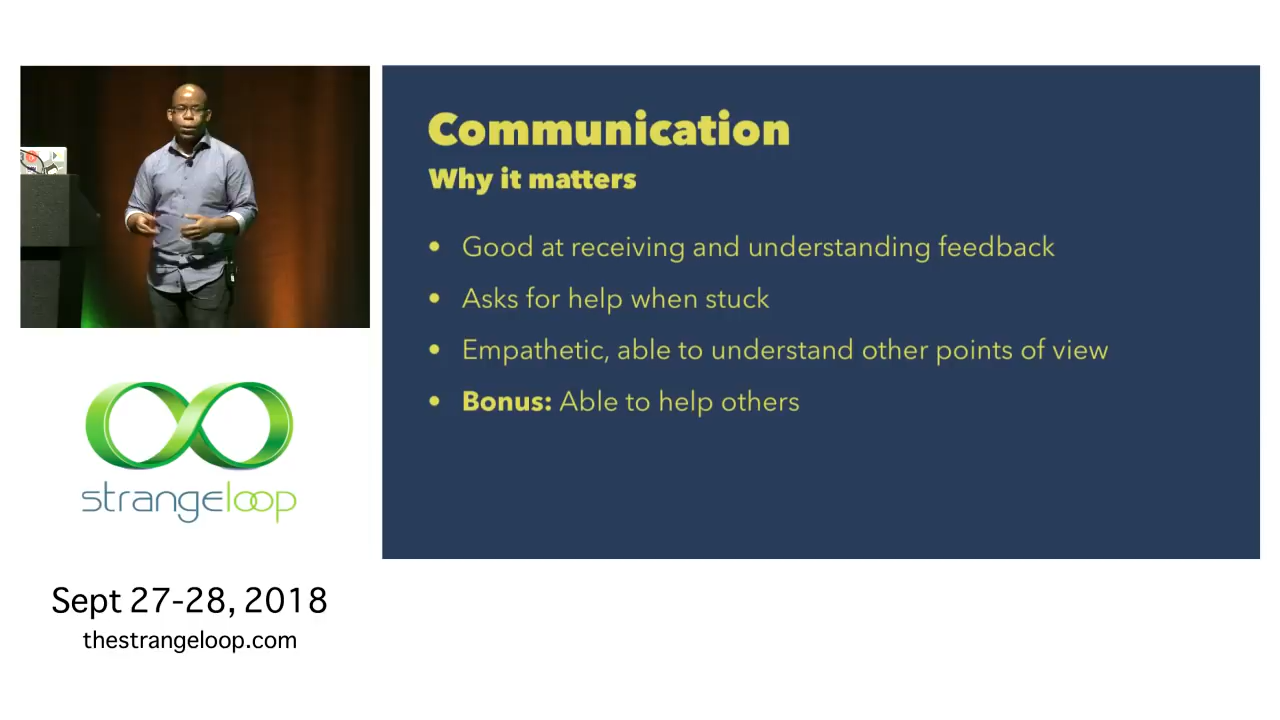 Communication
Why it matters
• Good at receiving and understanding feedback
• Asks for help when stuck
• Empathetic, able to understand other points of view
• Bonus: Able to help others
strangeloop
Sept 27-28, 2018
thestrangeloop.com